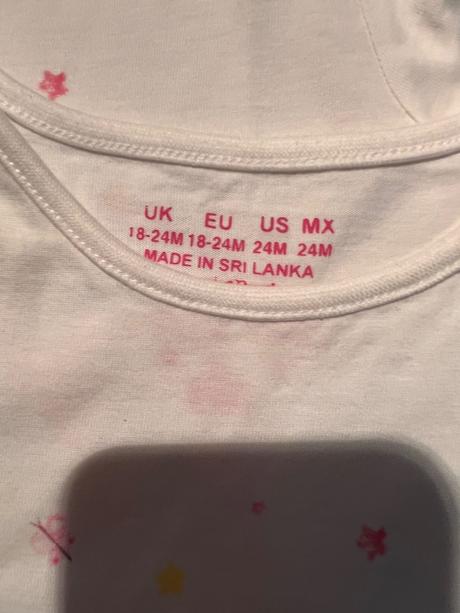 UK EU US MX
18-24M 18-24M 24M 24M
MADE IN SRI LANKA